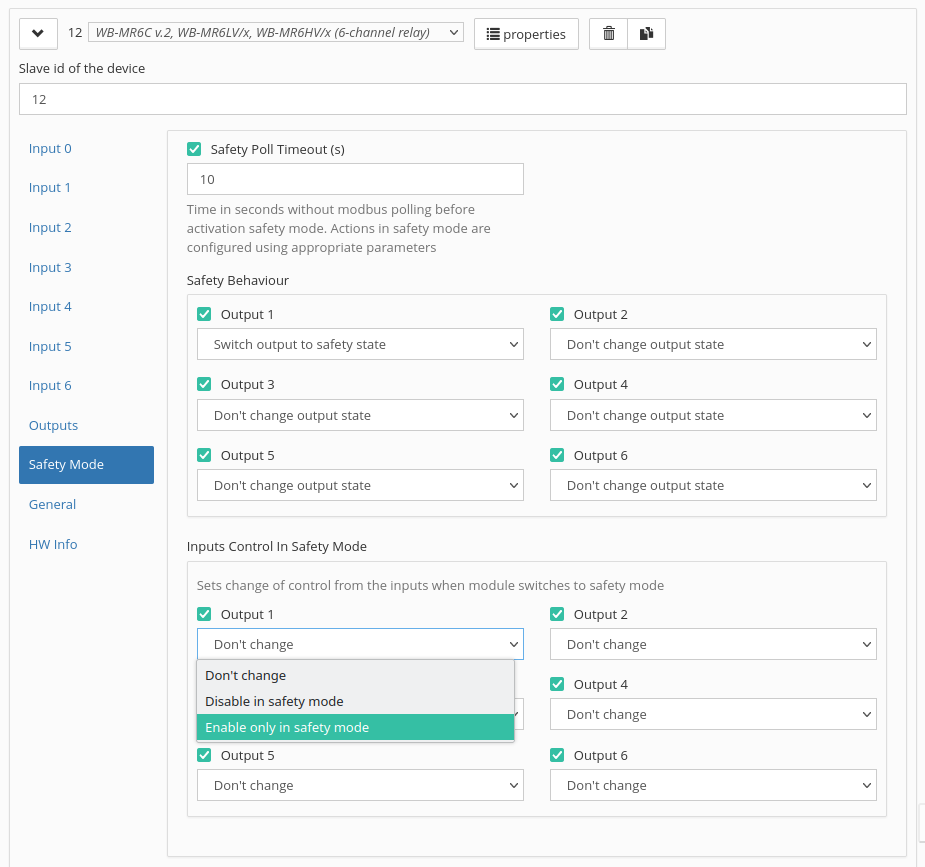 12 WB-MR6C v.2, WB-MR6LV/x, WB-MR6HV/x (6-channel relay) properties
Slave id of the device
12
Input 0
Input 1
Input 2
Input 3
Input 4
Input 5
Input 6
Outputs
Safety Mode
General
HW Info
Safety Poll Timeout (s)
10
Time in seconds without modbus polling before
activation safety mode. Actions in safety mode are
configured using appropriate parameters
Safety Behaviour
Output 1 Output 2
Switch output to safety state Don't change output state
Output 3 Output 4
Don't change output state Don't change output state
Output 5 Output 6
Don't change output state Don't change output state
Inputs Control In Safety Mode
Sets change of control from the inputs when module switches to safety mode
Output 1 Output 2
Don't change Don't change
Don't change
Disable in safety mode
Enable only in safety mode
Output 4
Don't change
Output 5 Output 6
Don't change Don't change